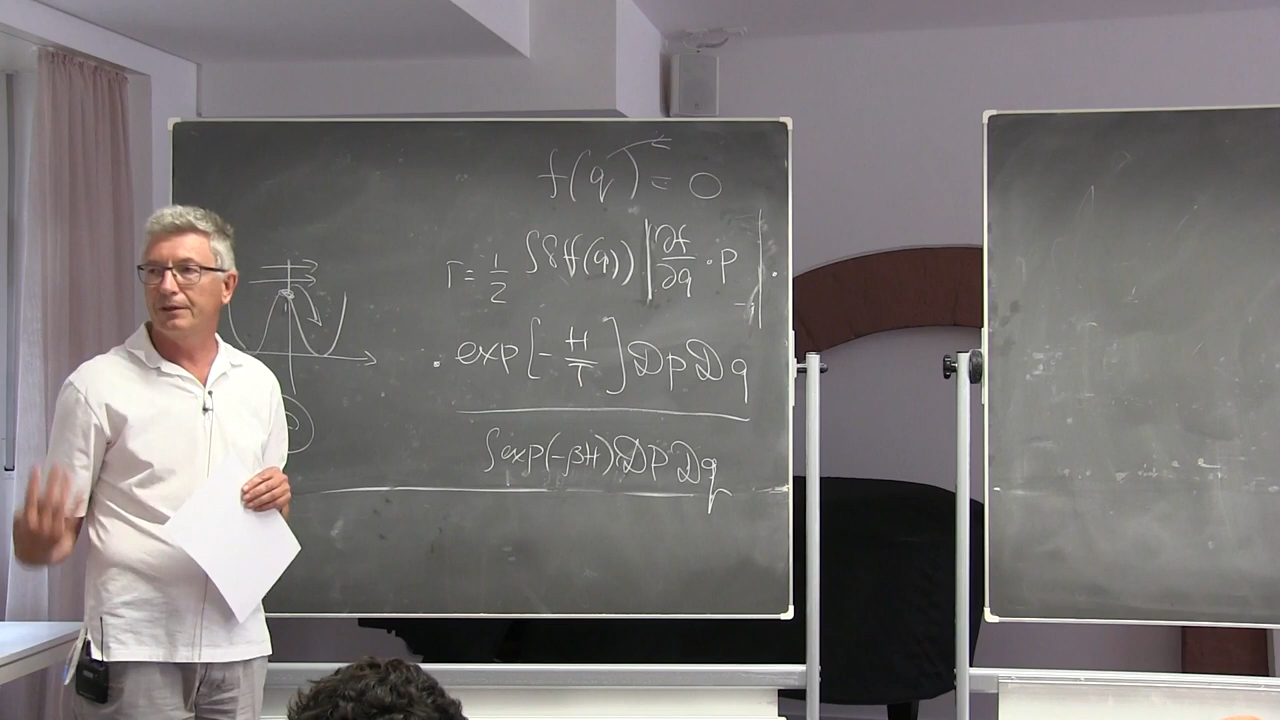 f(q) = 0
Γ = 1/2 ∫δ(f(q)) |∂f/∂q · p| ·
· exp[-H/T] 𝒟p 𝒟q
∫exp(-βH) 𝒟p 𝒟q